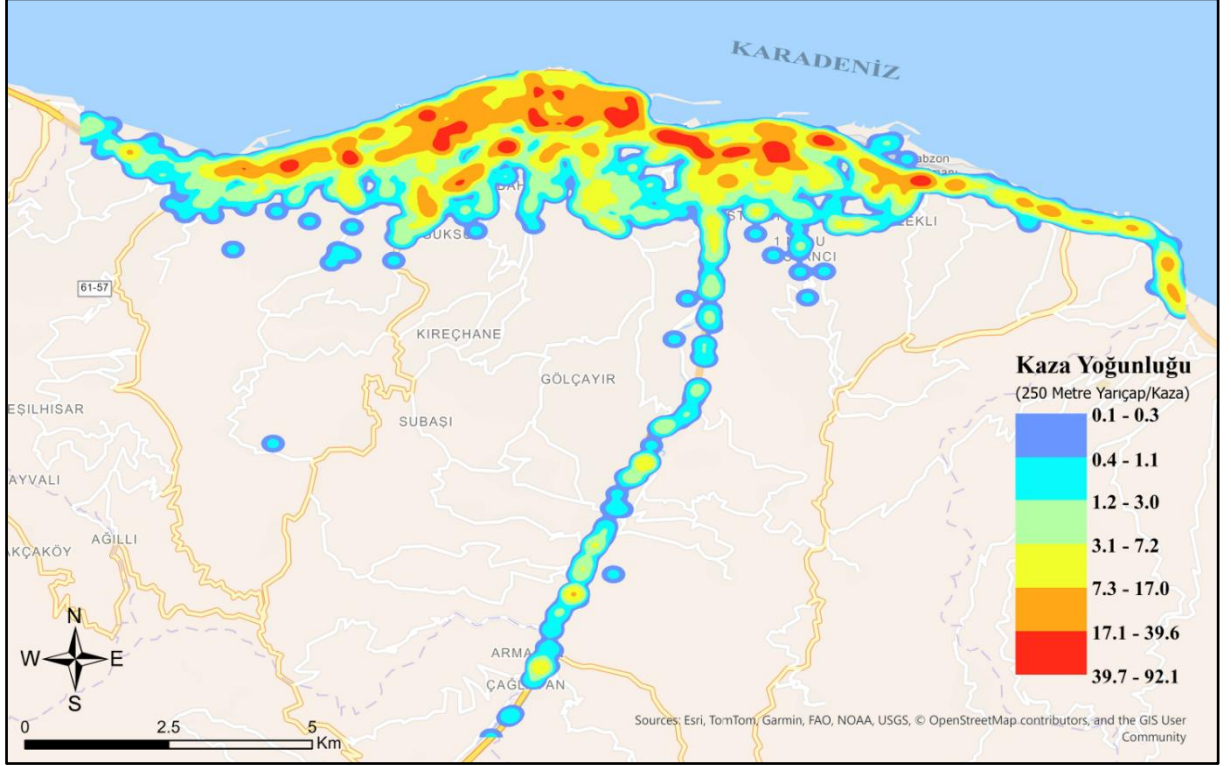 KARADENİZ
61-57
KIREÇHANE
GÖLÇAYIR
SUBAŞI
EŞILHISAR
AYVALI
AĞILLI
AKÇAKÖY
Kaza Yoğunluğu
(250 Metre Yarıçap/Kaza)
0.1 - 0.3
0.4 - 1.1
1.2 - 3.0
3.1 - 7.2
7.3 - 17.0
17.1 - 39.6
39.7 - 92.1
N
W E
S
0 2.5 5
Km
Sources: Esri, TomTom, Garmin, FAO, NOAA, USGS, © OpenStreetMap contributors, and the GIS User
Community